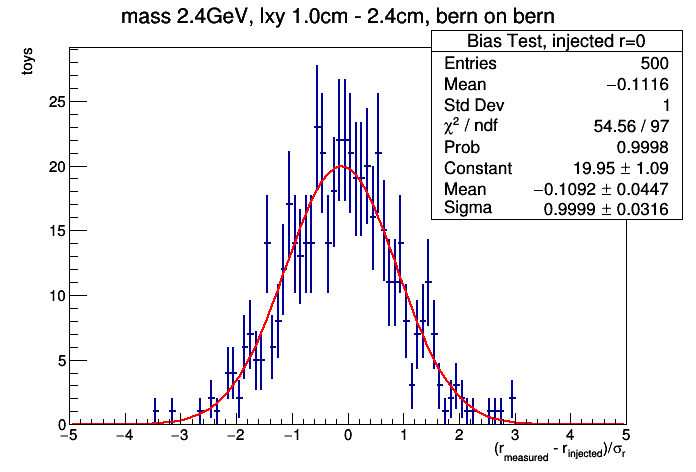 mass 2.4GeV, lxy 1.0cm - 2.4cm, bern on bern
toys
Bias Test, injected r=0
Entries 500
Mean −0.1116
Std Dev 1
χ² / ndf 54.56 / 97
Prob 0.9998
Constant 19.95 ± 1.09
Mean −0.1092 ± 0.0447
Sigma 0.9999 ± 0.0316
25
20
15
10
5
0
−5 −4 −3 −2 −1 0 1 2 3 4 5
(r_measured - r_injected)/σ_r